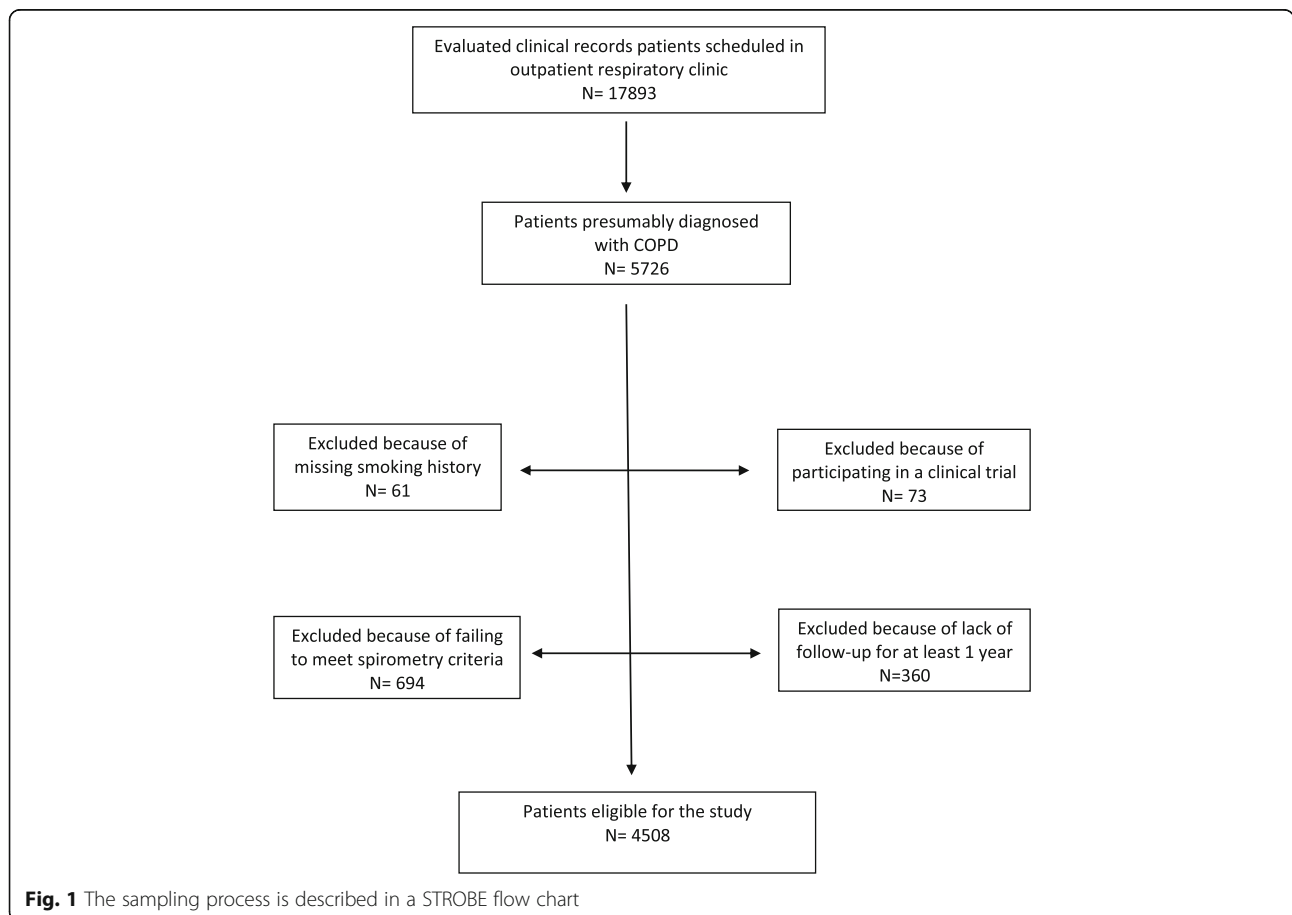 Evaluated clinical records patients scheduled in
outpatient respiratory clinic
N= 17893
Patients presumably diagnosed
with COPD
N= 5726
Excluded because of
missing smoking history
N= 61
Excluded because of
participating in a clinical trial
N= 73
Excluded because of failing
to meet spirometry criteria
N= 694
Excluded because of lack of
follow-up for at least 1 year
N=360
Patients eligible for the study
N= 4508
Fig. 1 The sampling process is described in a STROBE flow chart